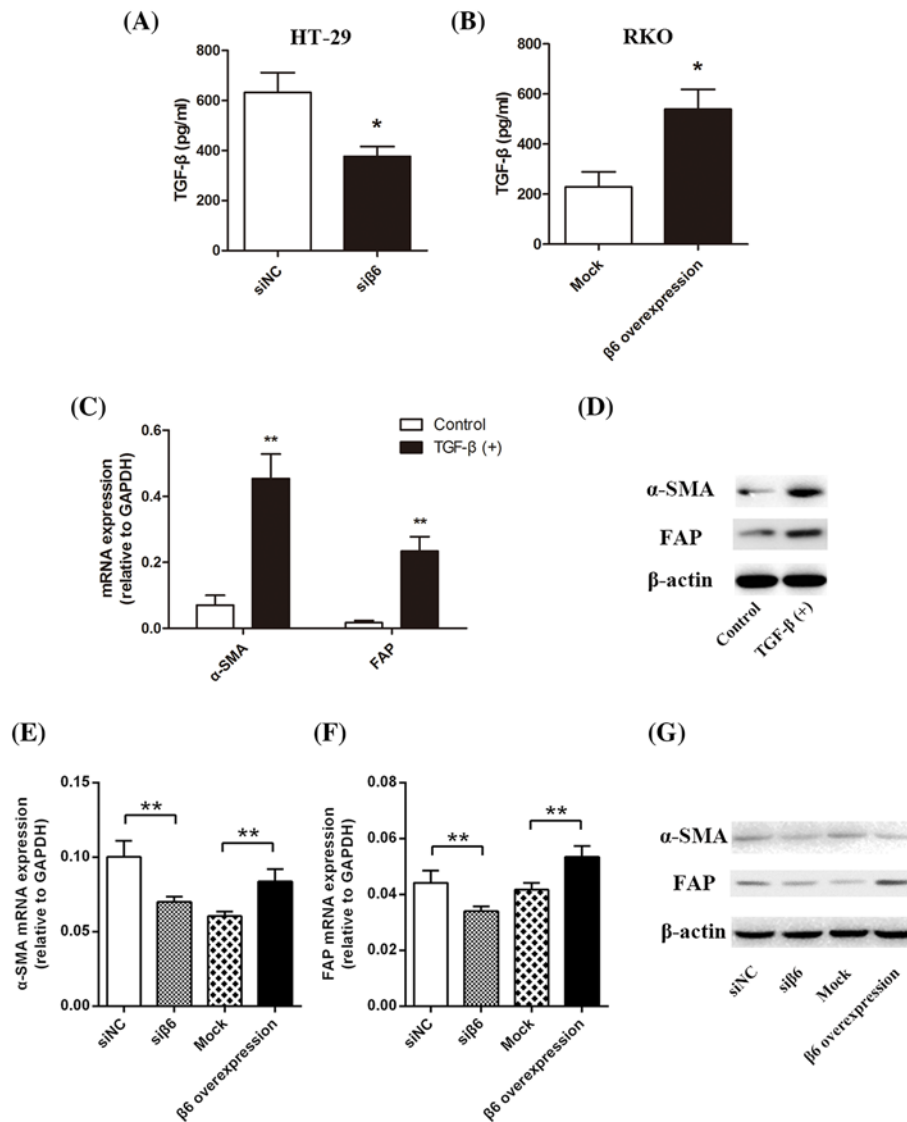 (A)
HT-29
TGF-β (pg/ml)
800
600
400
200
0
*
siNC
siβ6
(B)
RKO
TGF-β (pg/ml)
800
600
400
200
0
*
Mock
β6 overexpression
(C)
mRNA expression
(relative to GAPDH)
0.6
0.4
0.2
0.0
**
**
Control
TGF-β (+)
α-SMA
FAP
(D)
α-SMA
FAP
β-actin
Control
TGF-β (+)
(E)
α-SMA mRNA expression
(relative to GAPDH)
0.15
0.10
0.05
0.00
**
**
siNC
siβ6
Mock
β6 overexpression
(F)
FAP mRNA expression
(relative to GAPDH)
0.08
0.06
0.04
0.02
0.00
**
**
siNC
siβ6
Mock
β6 overexpression
(G)
α-SMA
FAP
β-actin
siNC
siβ6
Mock
β6 overexpression